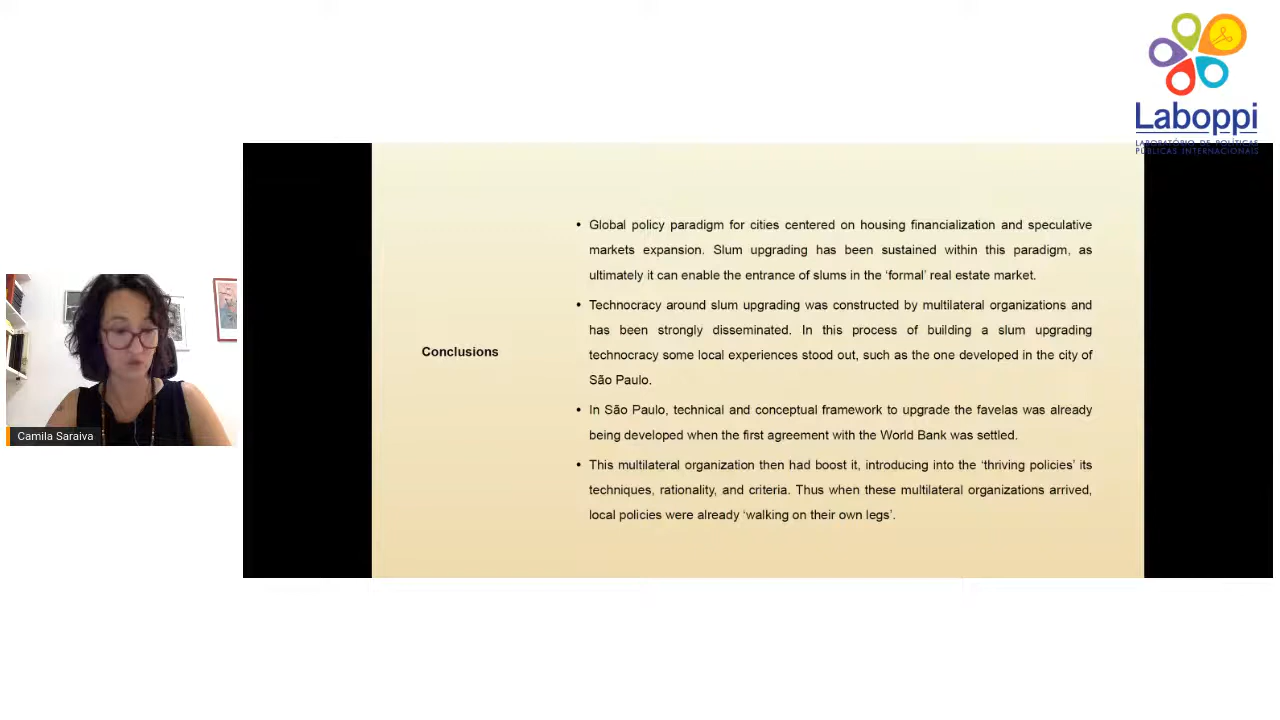 Laboppi
LABORATÓRIO DE POLÍTICAS
PÚBLICAS INTERNACIONAIS
Conclusions
• Global policy paradigm for cities centered on housing financialization and speculative
markets expansion. Slum upgrading has been sustained within this paradigm, as
ultimately it can enable the entrance of slums in the ‘formal’ real estate market.
• Technocracy around slum upgrading was constructed by multilateral organizations and
has been strongly disseminated. In this process of building a slum upgrading
technocracy some local experiences stood out, such as the one developed in the city of
São Paulo.
• In São Paulo, technical and conceptual framework to upgrade the favelas was already
being developed when the first agreement with the World Bank was settled.
• This multilateral organization then had boost it, introducing into the ‘thriving policies’ its
techniques, rationality, and criteria. Thus when these multilateral organizations arrived,
local policies were already ‘walking on their own legs’.
Camila Saraiva